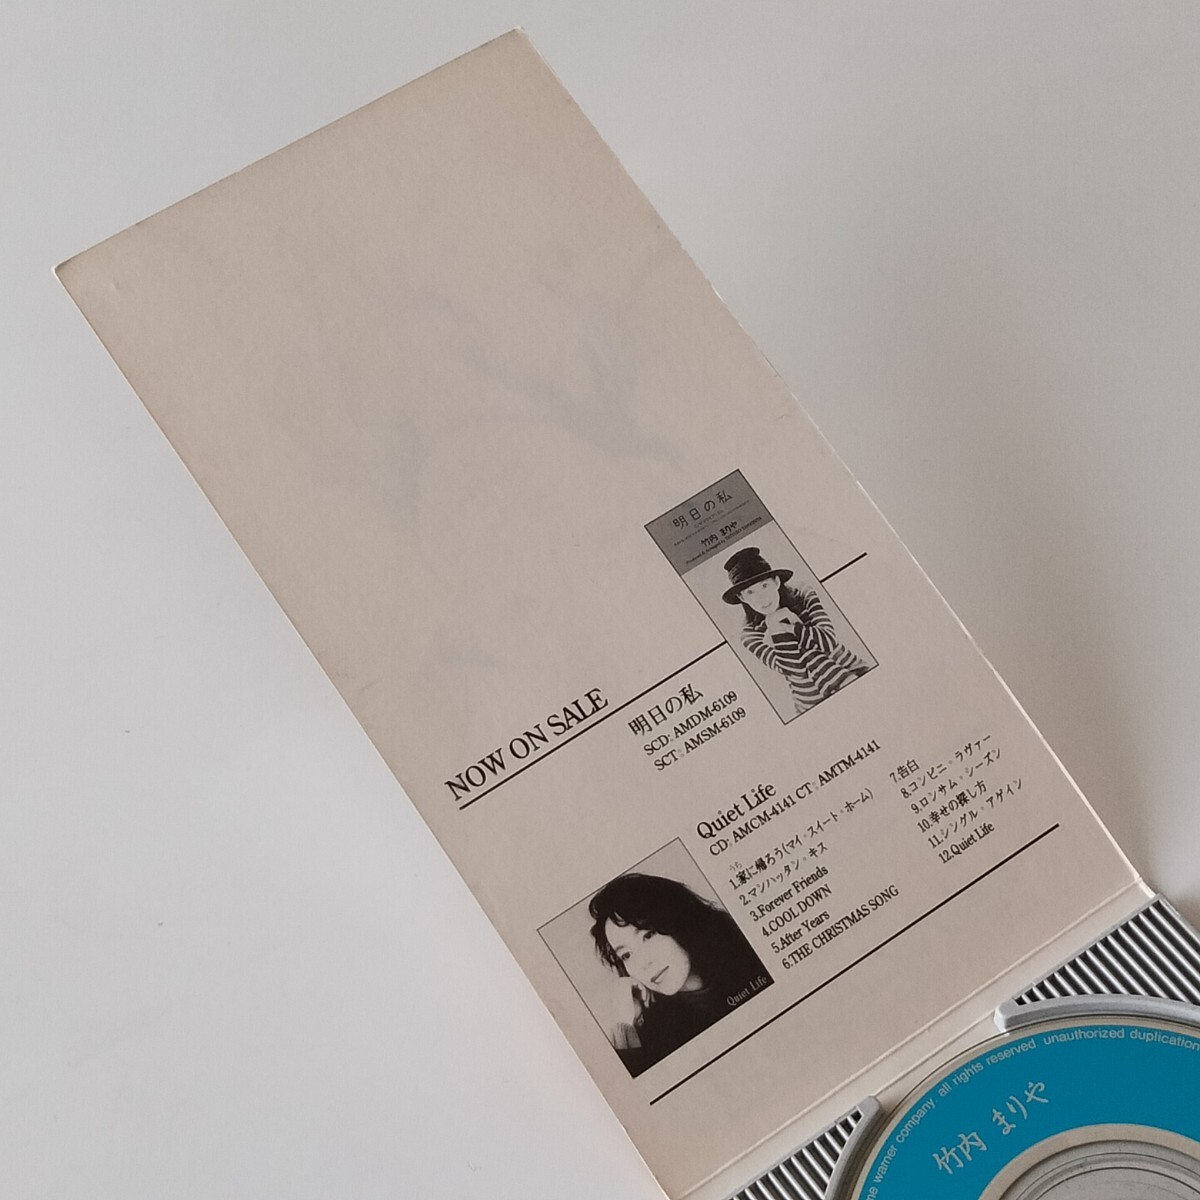 明日の私
竹内 まりや
NOW ON SALE
明日の私
SCD: AMDM-6109
SCT: AMSM-6109
Quiet Life
CD: AMCM-4141 CT: AMTM-4141
うち
1.家に帰ろう(マイ・スイート・ホーム)
2.マンハッタン・キス
3.Forever Friends
4.COOL DOWN
5.After Years
6.THE CHRISTMAS SONG
7.告白
8.コンビニ・ラヴァー
9.ロンサム・シーズン
10.幸せの探し方
11.シングル・アゲイン
12.Quiet Life
Quiet Life
warner company. all rights reserved. unauthorized duplication
竹内 まりや